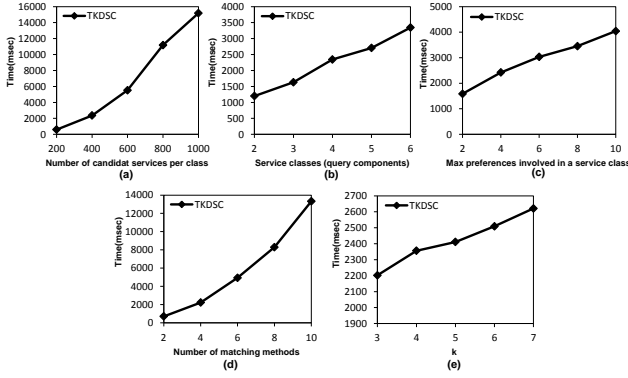 16000
14000
12000
10000
8000
6000
4000
2000
0
Time(msec)
TKDSC
200 400 600 800 1000
Number of candidat services per class
(a)
4000
3500
3000
2500
2000
1500
1000
500
0
Time(msec)
TKDSC
2 3 4 5 6
Service classes (query components)
(b)
5000
4000
3000
2000
1000
0
Time(msec)
TKDSC
2 4 6 8 10
Max preferences involved in a service class
(c)
14000
12000
10000
8000
6000
4000
2000
0
Time(msec)
TKDSC
2 4 6 8 10
Number of matching methods
(d)
2700
2600
2500
2400
2300
2200
2100
2000
1900
Time(msec)
TKDSC
3 4 5 6 7
k
(e)